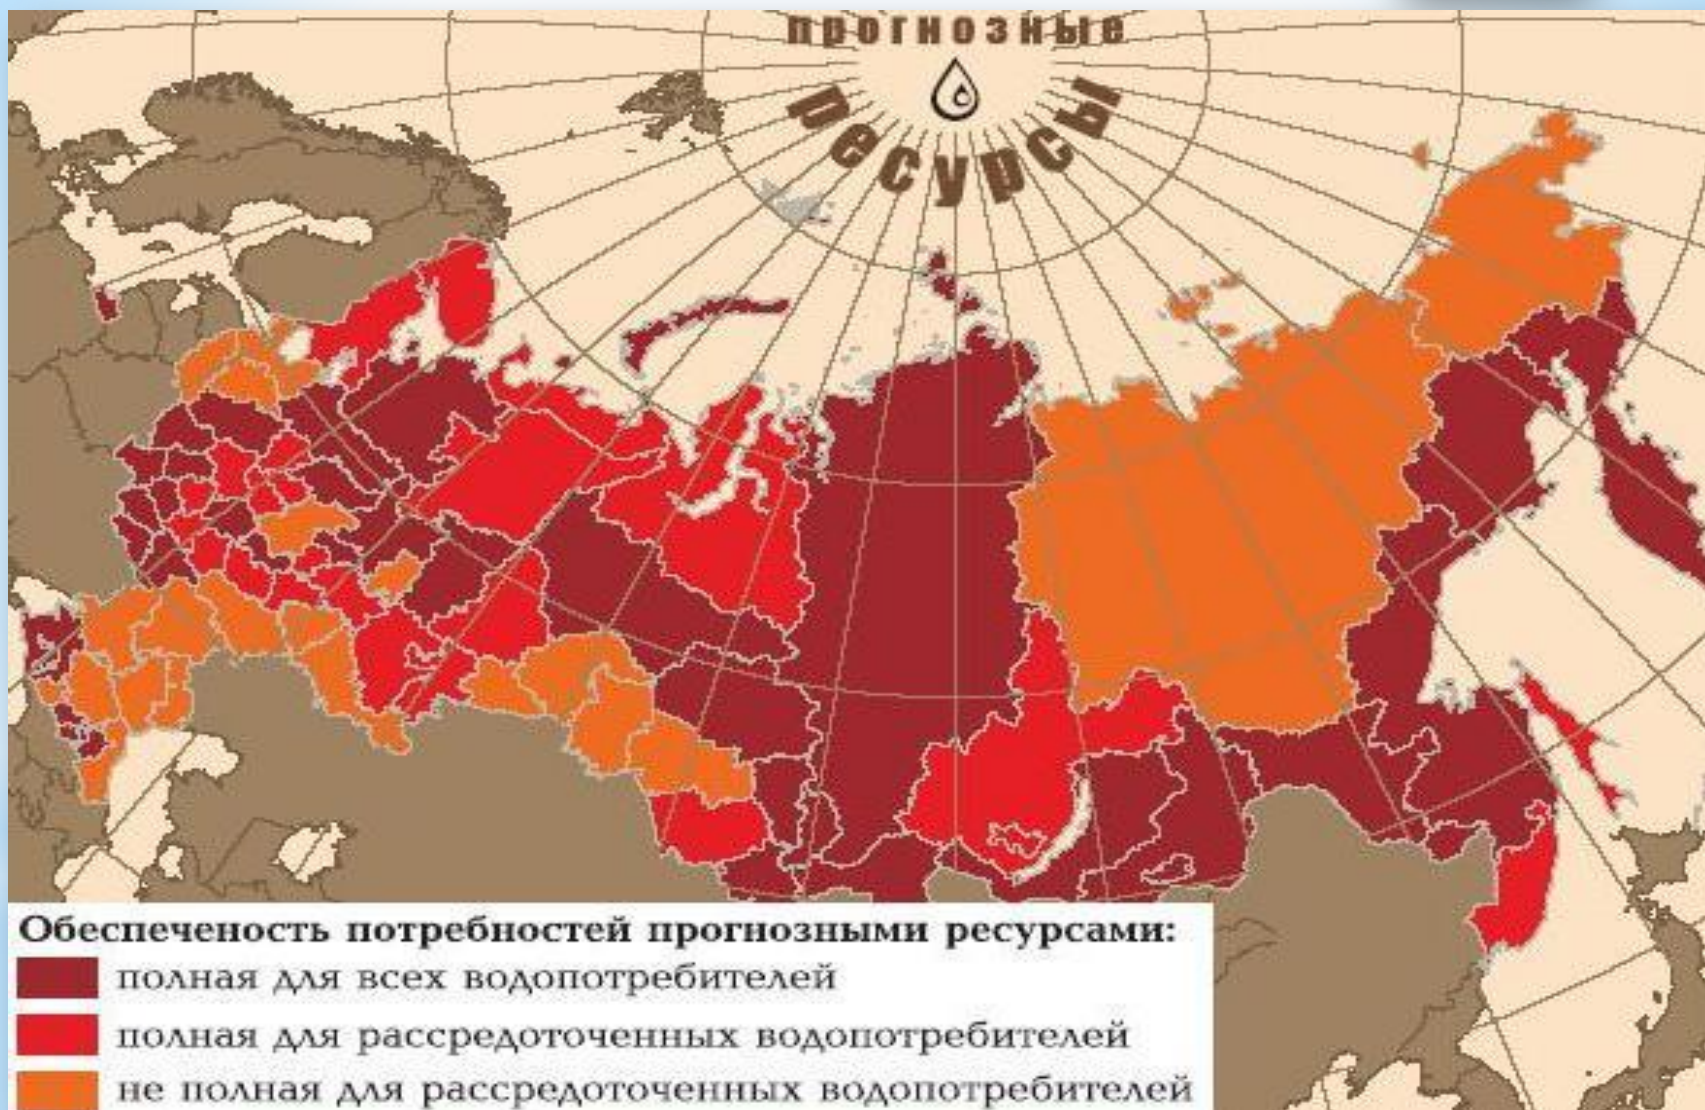 прогнозные
ресурсы
Обеспеченость потребностей прогнозными ресурсами:
полная для всех водопотребителей
полная для рассредоточенных водопотребителей
не полная для рассредоточенных водопотребителей